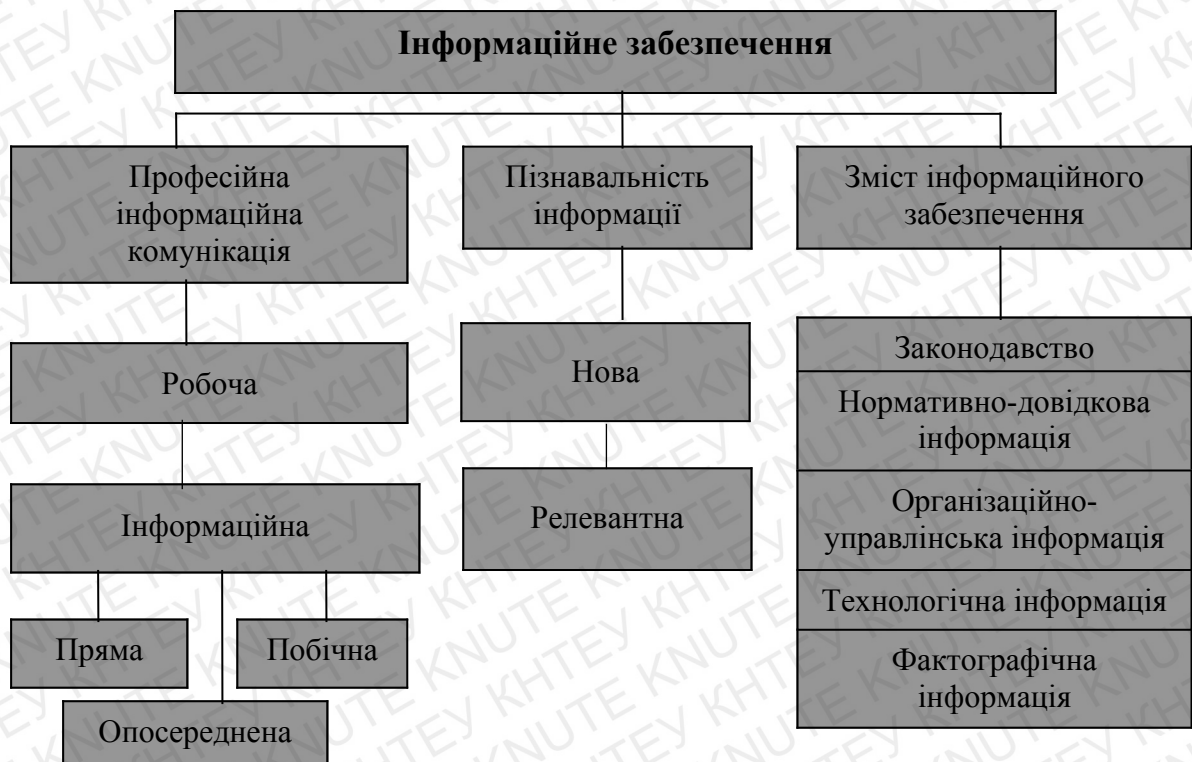 Інформаційне забезпечення
Професійна
інформаційна
комунікація
Робоча
Інформаційна
Пряма
Побічна
Опосереднена
Пізнавальність
інформації
Нова
Релевантна
Зміст інформаційного
забезпечення
Законодавство
Нормативно-довідкова
інформація
Організаційно-
управлінська інформація
Технологічна інформація
Фактографічна
інформація